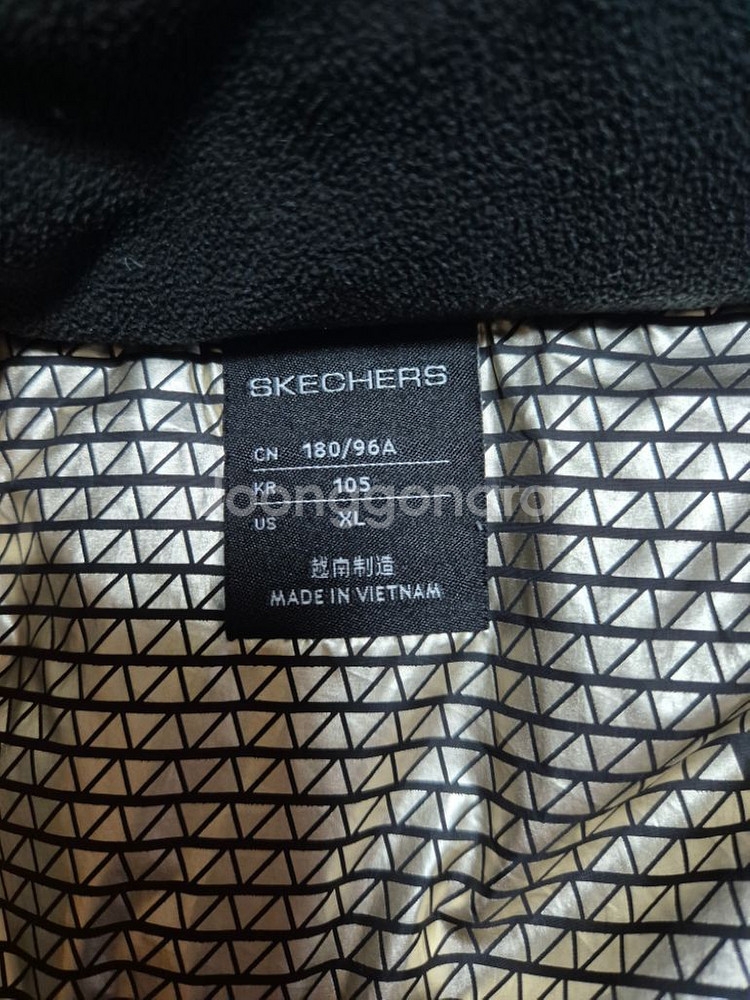 SKECHERS
CN 180/96A
KR 105
US XL
越南制造
MADE IN VIETNAM